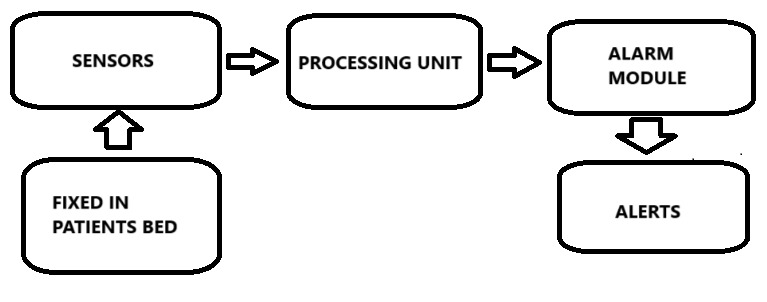 SENSORS
PROCESSING UNIT
ALARM
MODULE
FIXED IN
PATIENTS BED
ALERTS